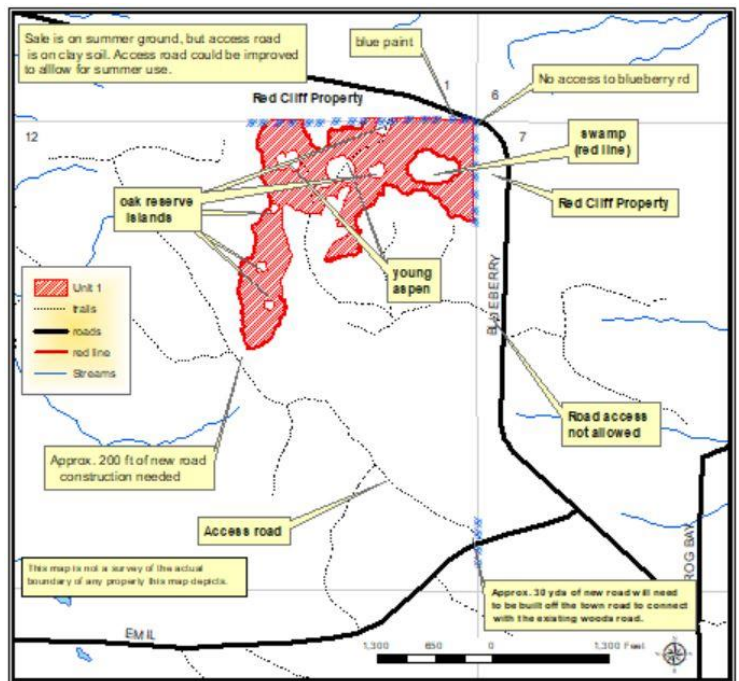 Sale is on summer ground, but access road
is on clay soil. Access road could be improved
to alllow for summer use.
blue paint
No access to blueberry rd
Red Cliff Property
1
6
12
7
swamp
(red line)
oak reserve
islands
Red Cliff Property
young
aspen
Unit 1
trails
roads
red line
Streams
BLUEBERRY
Road access
not allowed
Approx. 200 ft of new road
construction needed
Access road
ROG BAY
This map is not a survey of the actual
boundary of any property this map depicts.
Approx. 30 yds of new road will need
to be built off the town road to connect
with the existing woods road.
EMIL
1,300 650 0 1,300 Feet